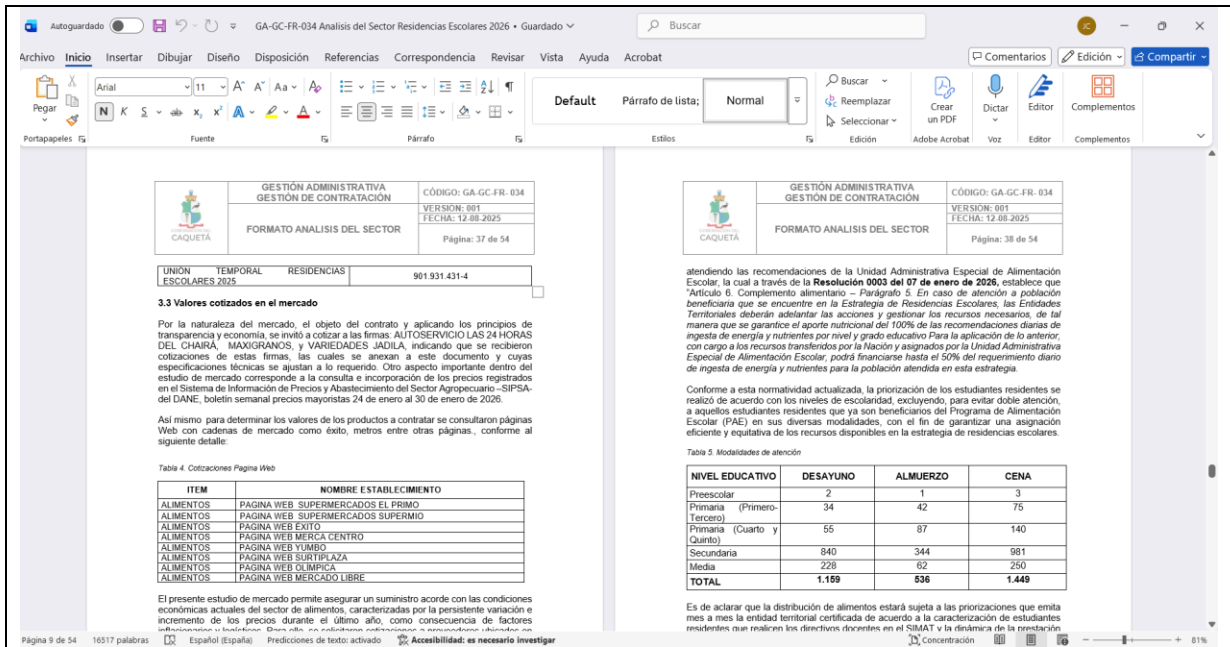 Autoguardado
GA-GC-FR-034 Analisis del Sector Residencias Escolares 2026 • Guardado
Buscar
JC
Archivo Inicio Insertar Dibujar Diseño Disposición Referencias Correspondencia Revisar Vista Ayuda Acrobat
Comentarios Edición Compartir
Pegar
Portapapeles
Arial 11
Fuente
Párrafo
Default Párrafo de lista; Normal
Estilos
Buscar
Reemplazar
Seleccionar
Edición
Crear un PDF
Adobe Acrobat
Dictar
Voz
Editor
Editor
Complementos
Complementos
CAQUETÁ
GESTIÓN ADMINISTRATIVA
GESTIÓN DE CONTRATACIÓN
FORMATO ANALISIS DEL SECTOR
CÓDIGO: GA-GC-FR- 034
VERSION: 001
FECHA: 12-08-2025
Página: 37 de 54
UNIÓN TEMPORAL RESIDENCIAS
ESCOLARES 2025
901.931.431-4
3.3 Valores cotizados en el mercado
Por la naturaleza del mercado, el objeto del contrato y aplicando los principios de
transparencia y economía, se invitó a cotizar a las firmas: AUTOSERVICIO LAS 24 HORAS
DEL CHAIRÁ, MAXIGRANOS, y VARIEDADES JADILA, indicando que se recibieron
cotizaciones de estas firmas, las cuales se anexan a este documento y cuyas
especificaciones técnicas se ajustan a lo requerido. Otro aspecto importante dentro del
estudio de mercado corresponde a la consulta e incorporación de los precios registrados
en el Sistema de Información de Precios y Abastecimiento del Sector Agropecuario –SIPSA-
del DANE, boletín semanal precios mayoristas 24 de enero al 30 de enero de 2026.
Así mismo para determinar los valores de los productos a contratar se consultaron páginas
Web con cadenas de mercado como éxito, metros entre otras páginas., conforme al
siguiente detalle:
Tabla 4. Cotizaciones Pagina Web
ITEM NOMBRE ESTABLECIMIENTO
ALIMENTOS PAGINA WEB SUPERMERCADOS EL PRIMO
ALIMENTOS PAGINA WEB SUPERMERCADOS SUPERMIO
ALIMENTOS PAGINA WEB ÉXITO
ALIMENTOS PAGINA WEB MERCA CENTRO
ALIMENTOS PAGINA WEB YUMBO
ALIMENTOS PAGINA WEB SURTIPLAZA
ALIMENTOS PAGINA WEB OLÍMPICA
ALIMENTOS PAGINA WEB MERCADO LIBRE
El presente estudio de mercado permite asegurar un suministro acorde con las condiciones
económicas actuales del sector de alimentos, caracterizadas por la persistente variación e
incremento de los precios durante el último año, como consecuencia de factores
CAQUETÁ
GESTIÓN ADMINISTRATIVA
GESTIÓN DE CONTRATACIÓN
FORMATO ANALISIS DEL SECTOR
CÓDIGO: GA-GC-FR- 034
VERSION: 001
FECHA: 12-08-2025
Página: 38 de 54
atendiendo las recomendaciones de la Unidad Administrativa Especial de Alimentación
Escolar, la cual a través de la Resolución 0003 del 07 de enero de 2026, establece que
"Artículo 6. Complemento alimentario – Parágrafo 5. En caso de atención a población
beneficiaria que se encuentre en la Estrategia de Residencias Escolares, las Entidades
Territoriales deberán adelantar las acciones y gestionar los recursos necesarios, de tal
manera que se garantice el aporte nutricional del 100% de las recomendaciones diarias de
ingesta de energía y nutrientes por nivel y grado educativo Para la aplicación de lo anterior,
con cargo a los recursos transferidos por la Nación y asignados por la Unidad Administrativa
Especial de Alimentación Escolar, podrá financiarse hasta el 50% del requerimiento diario
de ingesta de energía y nutrientes para la población atendida en esta estrategia.
Conforme a esta normatividad actualizada, la priorización de los estudiantes residentes se
realizó de acuerdo con los niveles de escolaridad, excluyendo, para evitar doble atención,
a aquellos estudiantes residentes que ya son beneficiarios del Programa de Alimentación
Escolar (PAE) en sus diversas modalidades, con el fin de garantizar una asignación
eficiente y equitativa de los recursos disponibles en la estrategia de residencias escolares.
Tabla 5. Modalidades de atención
NIVEL EDUCATIVO DESAYUNO ALMUERZO CENA
Preescolar 2 1 3
Primaria (Primero-Tercero) 34 42 75
Primaria (Cuarto y Quinto) 55 87 140
Secundaria 840 344 981
Media 228 62 250
TOTAL 1.159 536 1.449
Es de aclarar que la distribución de alimentos estará sujeta a las priorizaciones que emita
mes a mes la entidad territorial certificada de acuerdo a la caracterización de estudiantes
residentes que realicen los directivos docentes en el SIMAT y la dinámica de la prestación
Página 9 de 54 16517 palabras Español (España) Predicciones de texto: activado Accesibilidad: es necesario investigar
Concentración 81%